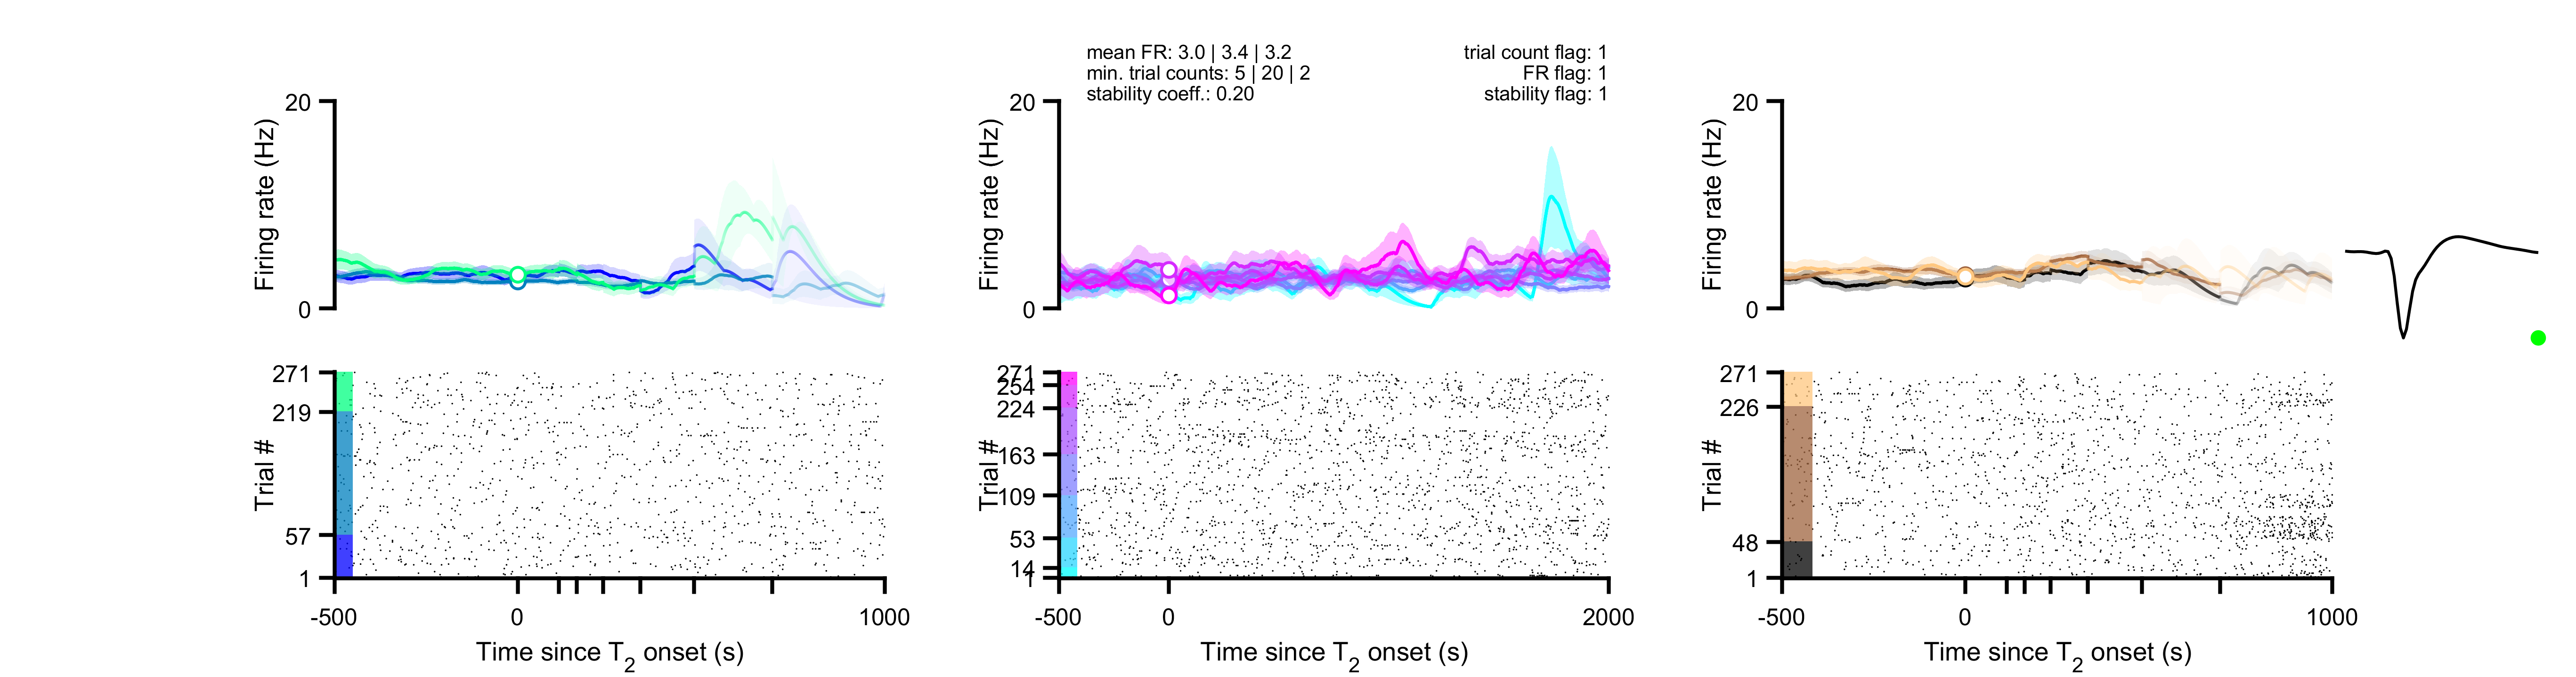 mean FR: 3.0 | 3.4 | 3.2
min. trial counts: 5 | 20 | 2
stability coeff.: 0.20
trial count flag: 1
FR flag: 1
stability flag: 1
20
0
Firing rate (Hz)
20
0
Firing rate (Hz)
20
0
Firing rate (Hz)
271
219
57
1
Trial #
-500
0
1000
Time since T2 onset (s)
271
254
224
163
109
53
14
1
Trial #
-500
0
2000
Time since T2 onset (s)
271
226
48
1
Trial #
-500
0
1000
Time since T2 onset (s)